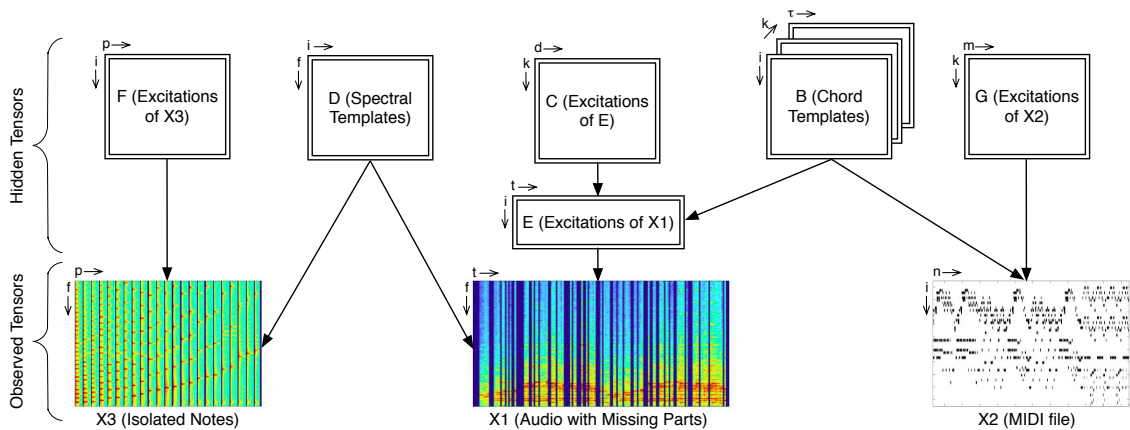 τ
k
p
i
i
f
d
k
i
m
k
F (Excitations
of X3)
D (Spectral
Templates)
C (Excitations
of E)
B (Chord
Templates)
G (Excitations
of X2)
Hidden Tensors
t
i
E (Excitations of X1)
Observed Tensors
p
f
t
f
n
i
X3 (Isolated Notes)
X1 (Audio with Missing Parts)
X2 (MIDI file)